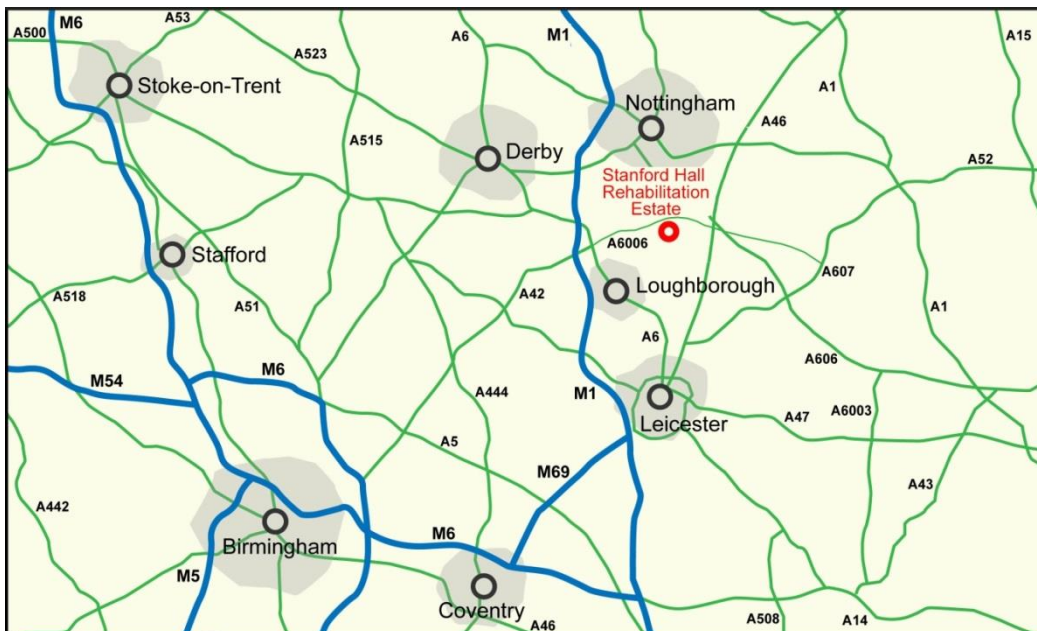 M6
A53
A500
A523
A6
M1
A15
Stoke-on-Trent
A1
Nottingham
A46
A515
Derby
A52
Stanford Hall
Rehabilitation
Estate
A6006
Stafford
A607
Loughborough
A518
A42
A51
A1
A6
M6
A606
M54
A444
M1
A6003
Leicester
A47
A5
M69
A43
A442
M6
Birmingham
M5
Coventry
A46
A508
A14